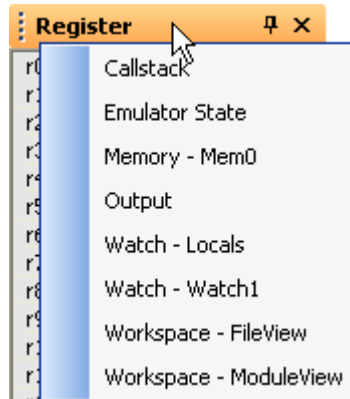 Register
Callstack
Emulator State
Memory - Mem0
Output
Watch - Locals
Watch - Watch1
Workspace - FileView
Workspace - ModuleView